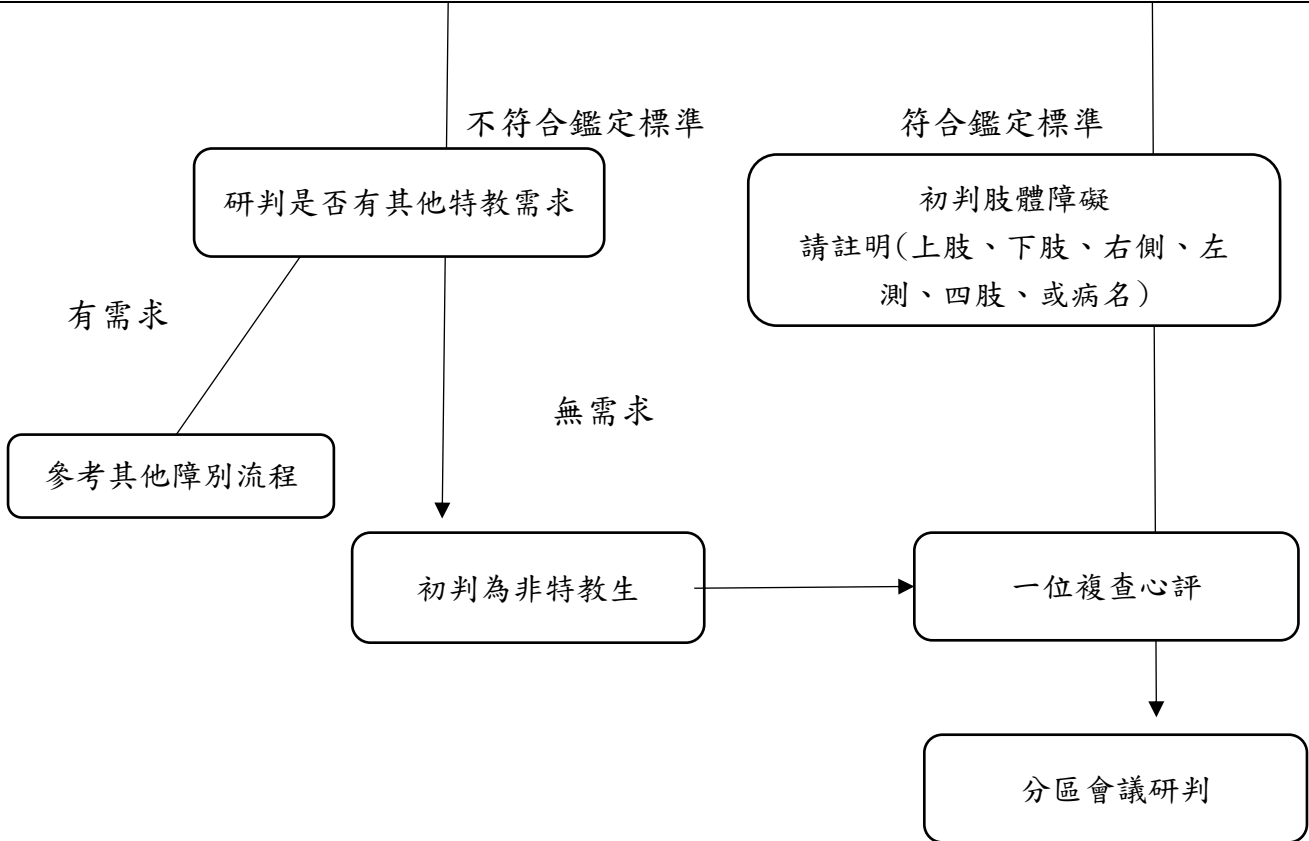 不符合鑑定標準
符合鑑定標準
研判是否有其他特教需求
初判肢體障礙
請註明(上肢、下肢、右側、左
測、四肢、或病名)
有需求
無需求
參考其他障別流程
初判為非特教生
一位複查心評
分區會議研判